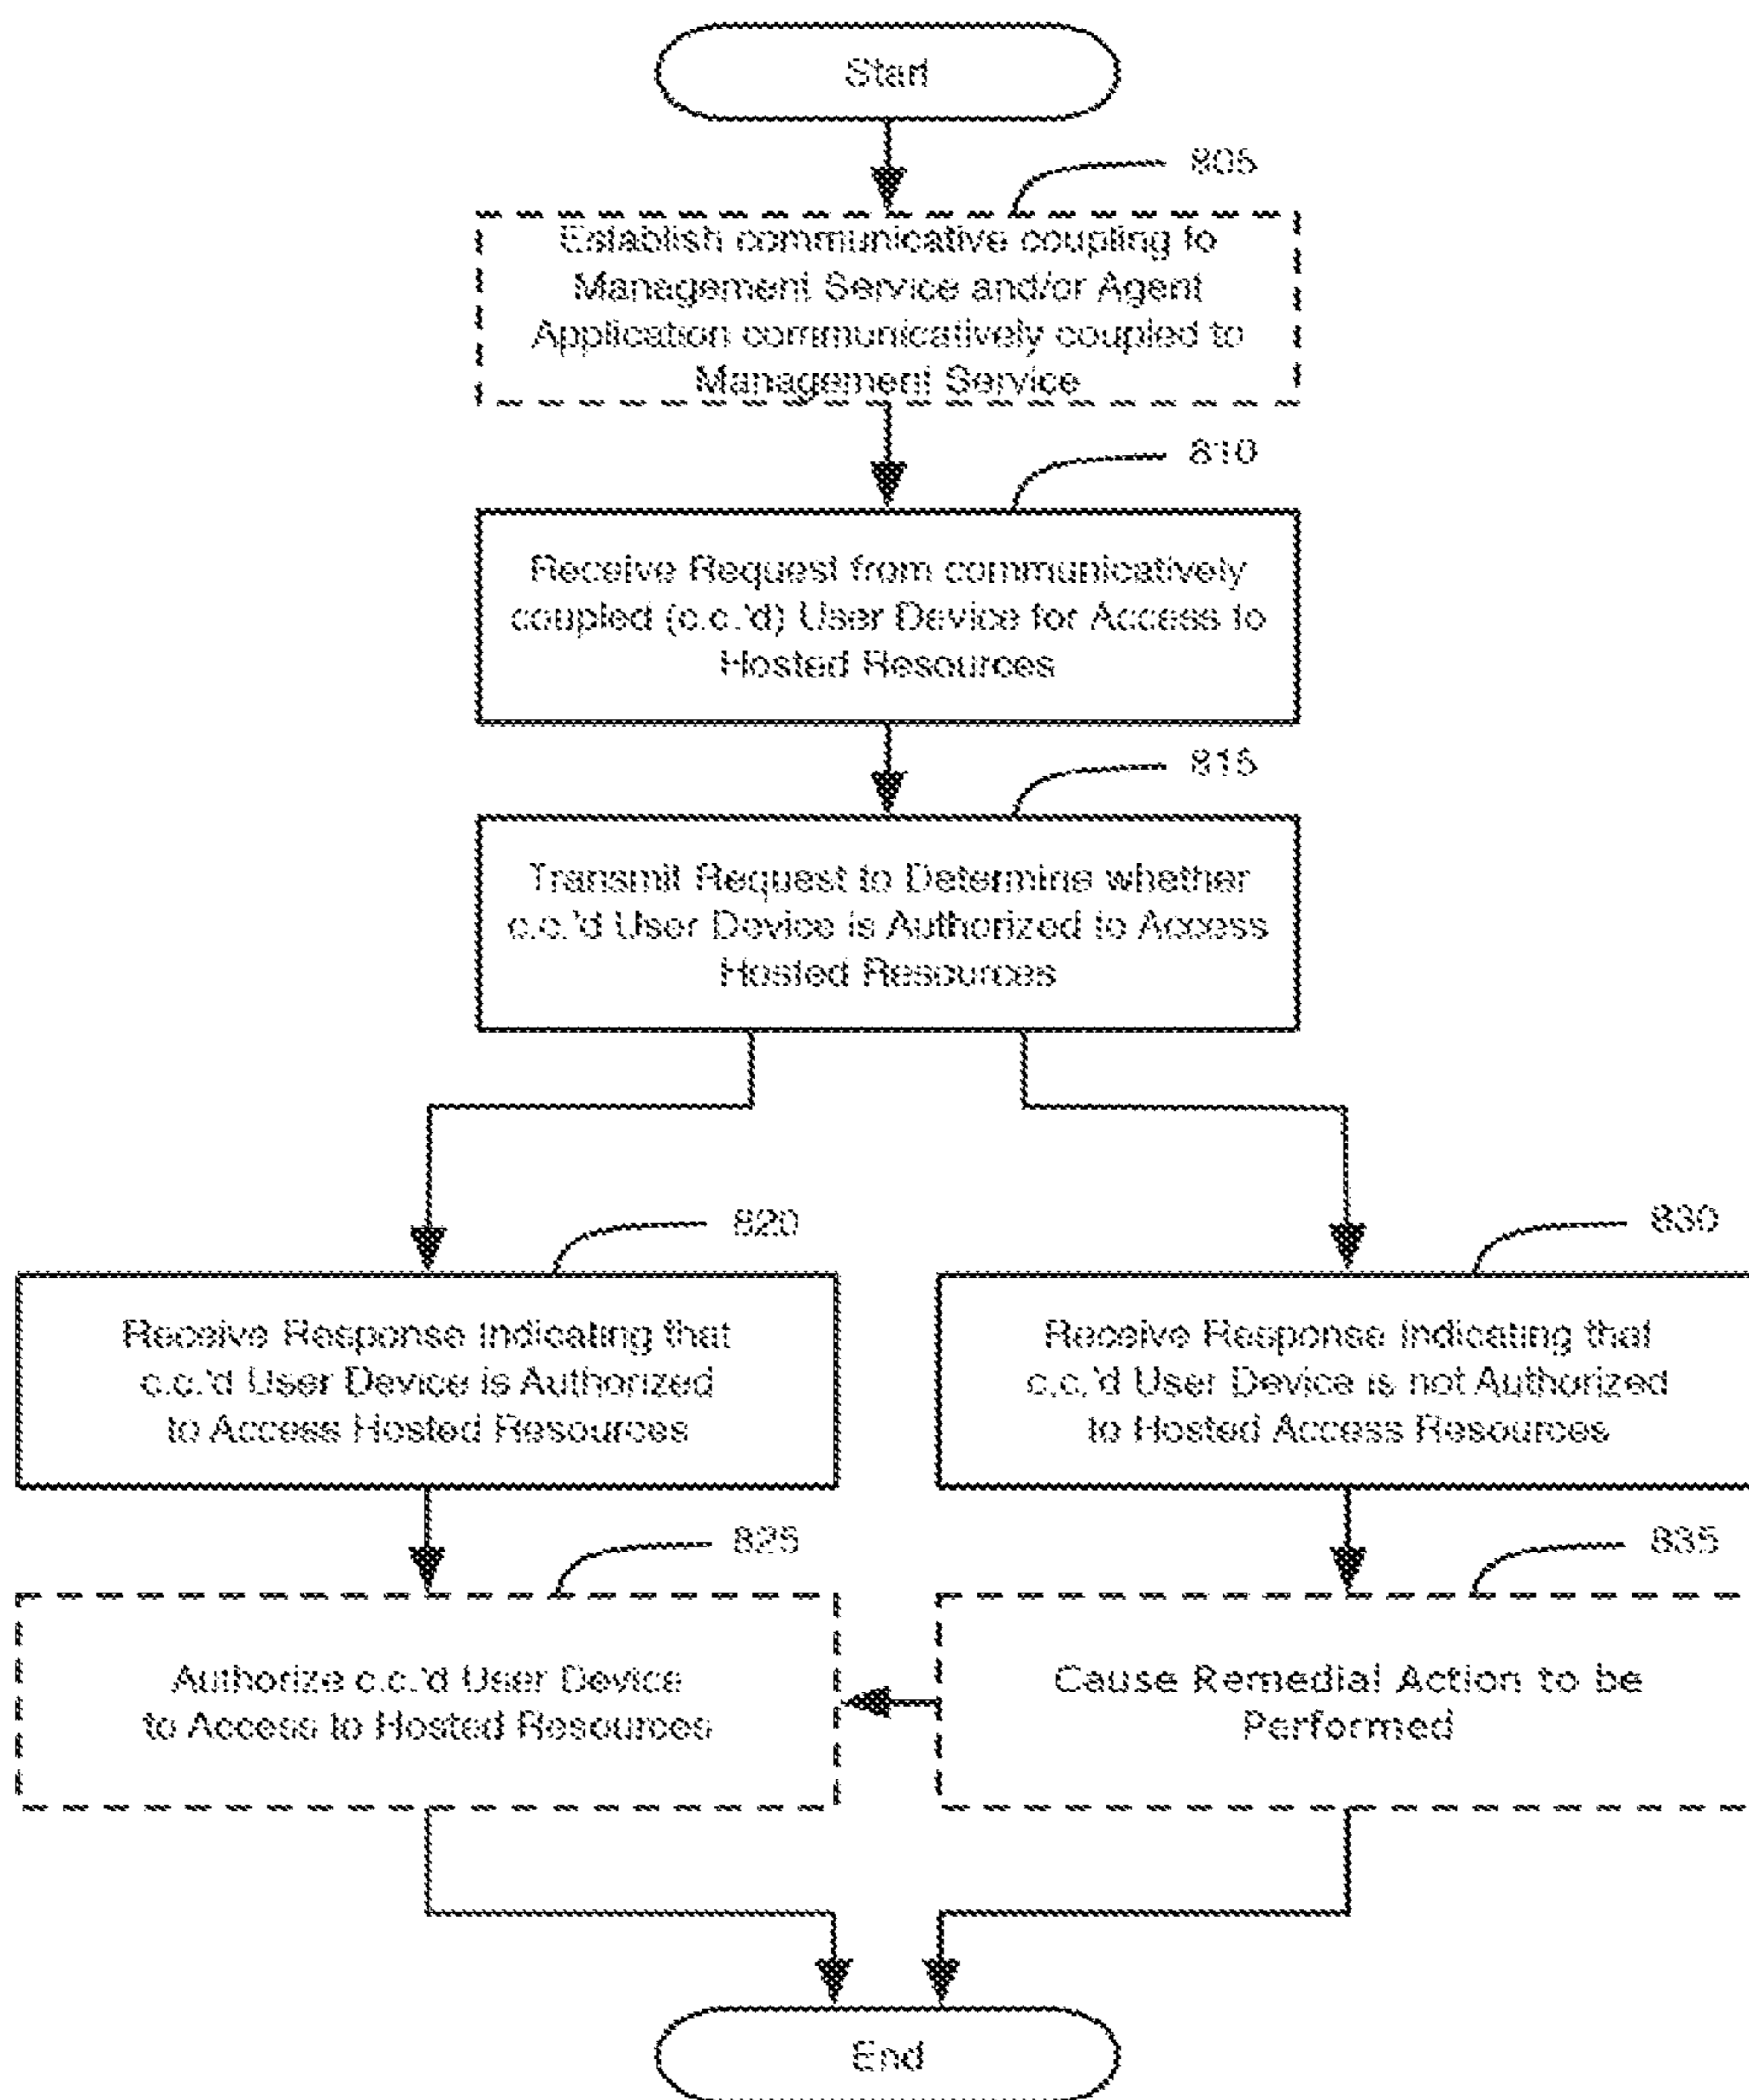 Start
805
Establish communicative coupling to
Management Service and/or Agent
Application communicatively coupled to
Management Service
810
Receive Request from communicatively
coupled (c.c.'d) User Device for Access to
Hosted Resources
815
Transmit Request to Determine whether
c.c.'d User Device is Authorized to Access
Hosted Resources
820
Receive Response Indicating that
c.c.'d User Device is Authorized
to Access Hosted Resources
830
Receive Response Indicating that
c.c.'d User Device is not Authorized
to Hosted Access Resources
825
Authorize c.c.'d User Device
to Access to Hosted Resources
835
Cause Remedial Action to be
Performed
End